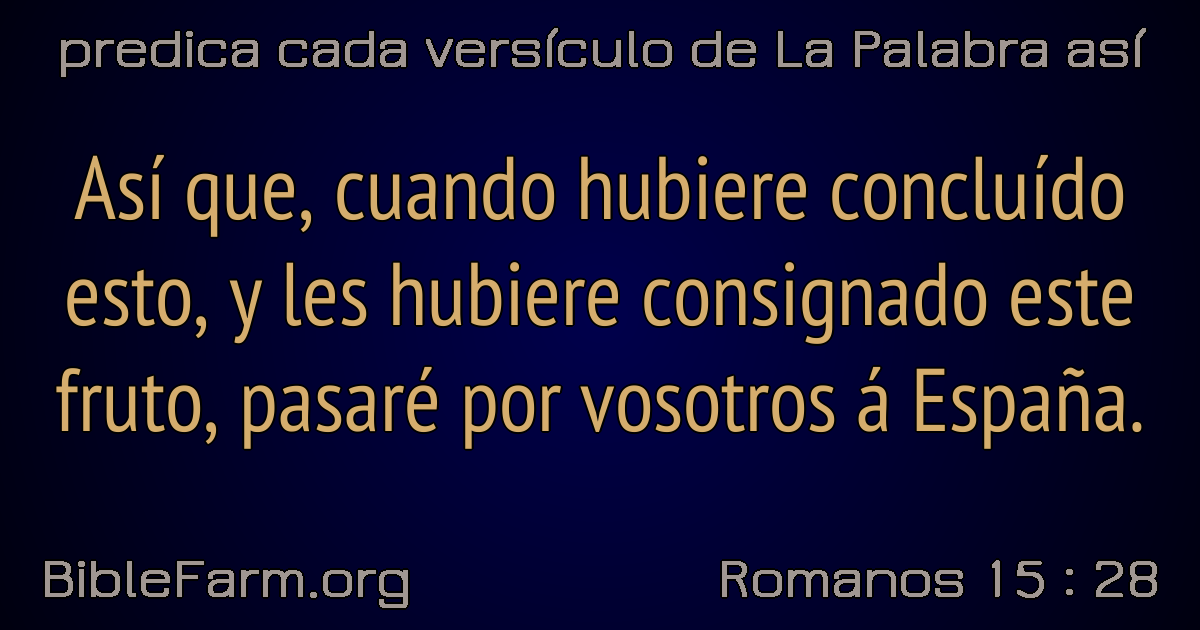 predica cada versículo de La Palabra así
Así que, cuando hubiere concluído
esto, y les hubiere consignado este
fruto, pasaré por vosotros á España.
BibleFarm.org
Romanos 15 : 28